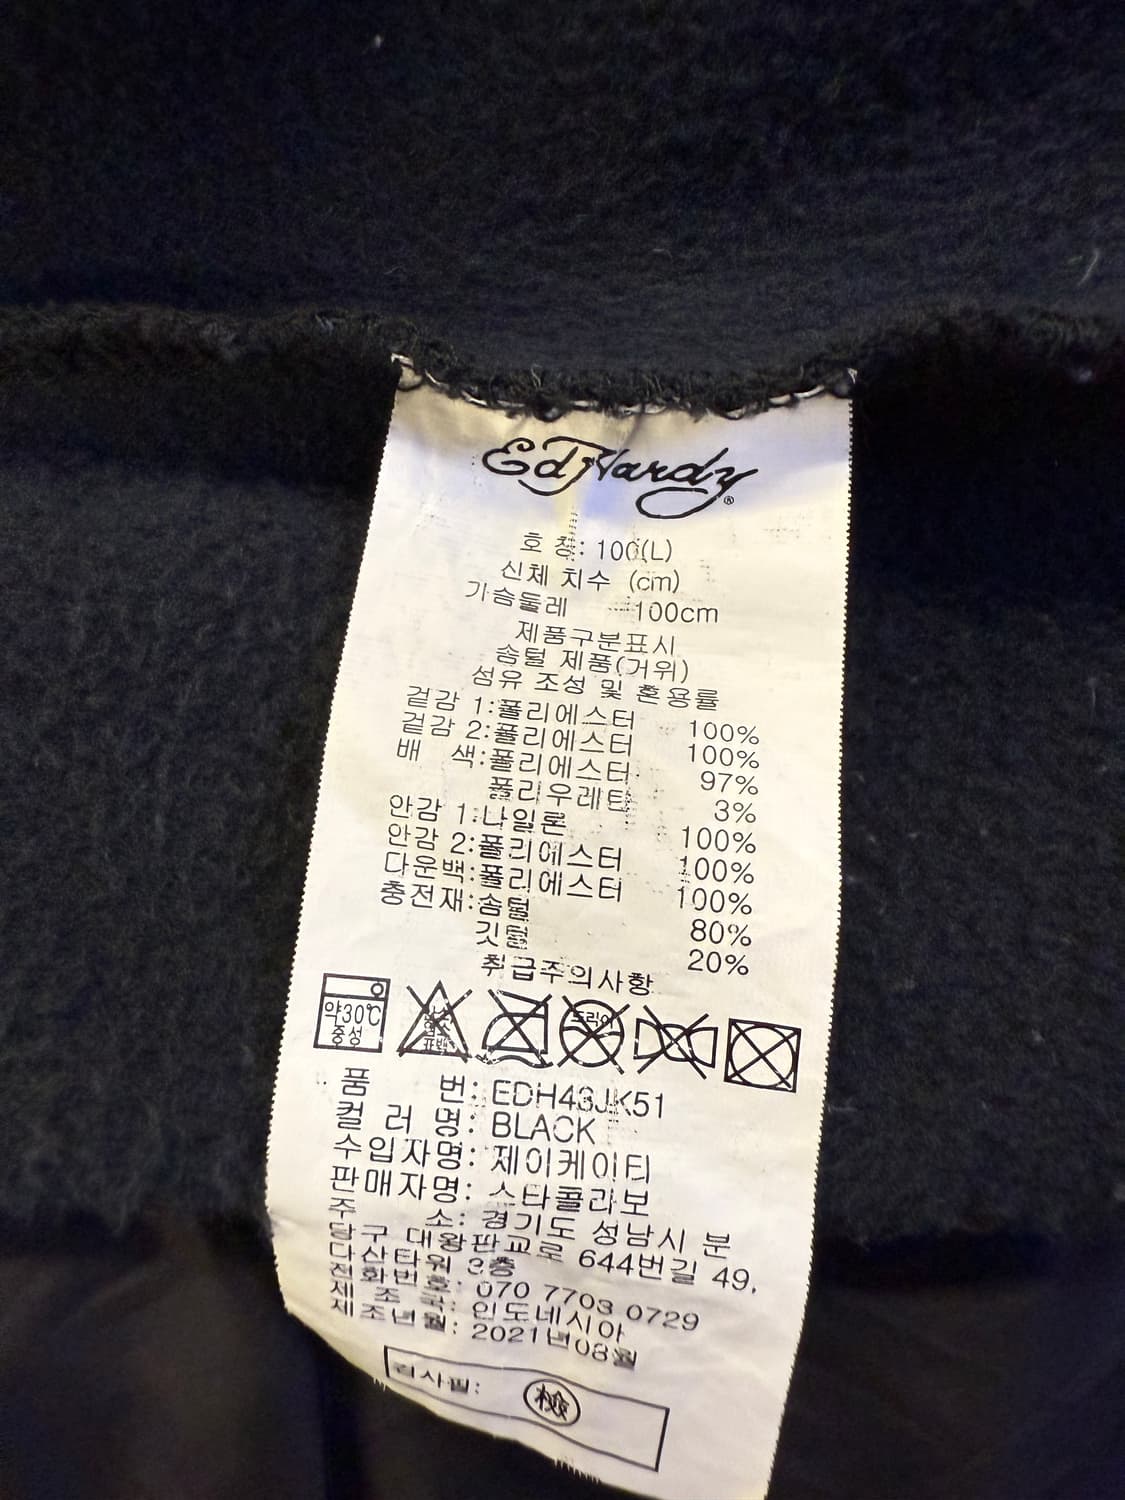 Ed Hardy®
호 칭: 100(L)
신체 치수 (cm)
가슴둘레 100cm
제품구분표시
솜털 제품(거위)
섬유 조성 및 혼용률
겉감 1:폴리에스터 100%
겉감 2:폴리에스터 100%
배 색:폴리에스터 97%
폴리우레탄 3%
안감 1:나일론 100%
안감 2:폴리에스터 100%
다운백:폴리에스터 100%
충전재:솜털 80%
깃털 20%
취급주의사항
약30℃
중성
염소
표백
드라이
품 번: EDH43JK51
컬 러 명: BLACK
수입자명: 제이케이티
판매자명: 스타콜라보
주 소: 경기도 성남시 분
당구 대왕판교로 644번길 49,
다산타워 3층
전화번호: 070 7703 0729
제 조 국: 인도네시아
제조년월: 2021년08월
검사필: 檢